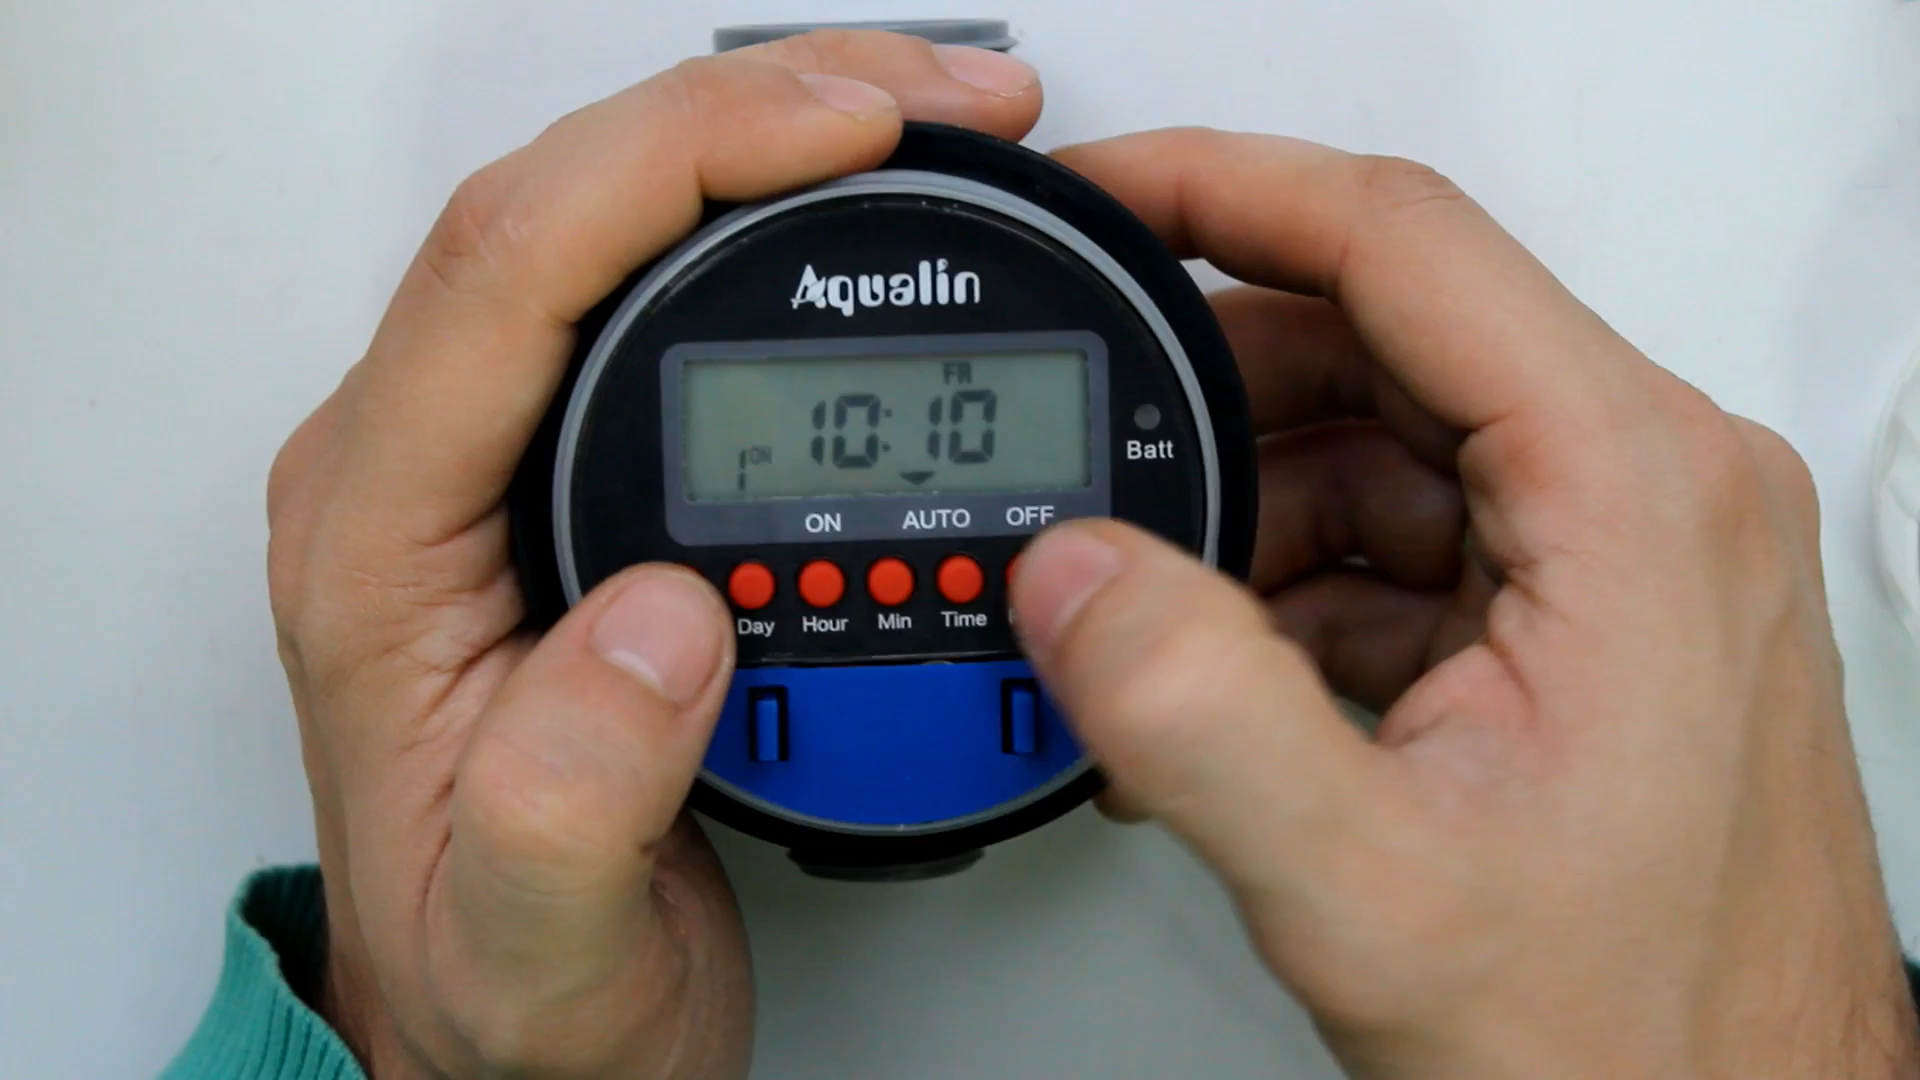 Aqualin
FR
10:10
1 ON
Batt
ON AUTO OFF
Day Hour Min Time